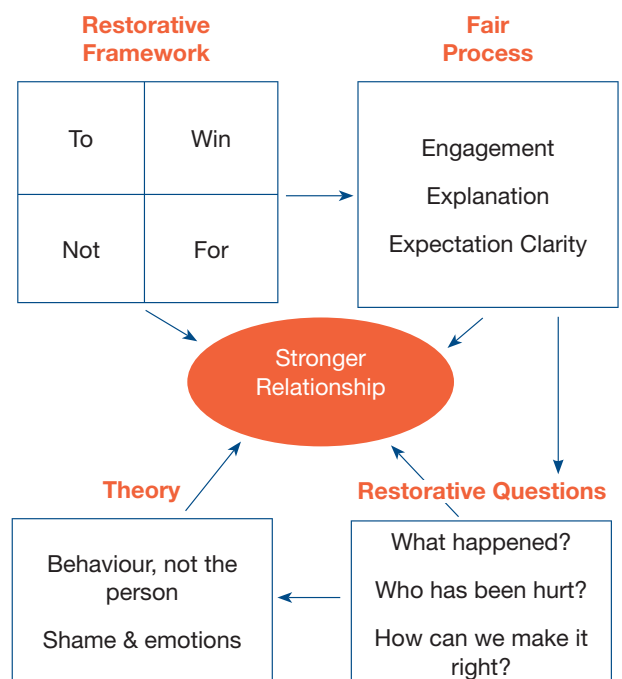 Restorative
Framework
To
Win
Not
For
Fair
Process
Engagement
Explanation
Expectation Clarity
Stronger
Relationship
Theory
Behaviour, not the
person
Shame & emotions
Restorative Questions
What happened?
Who has been hurt?
How can we make it
right?